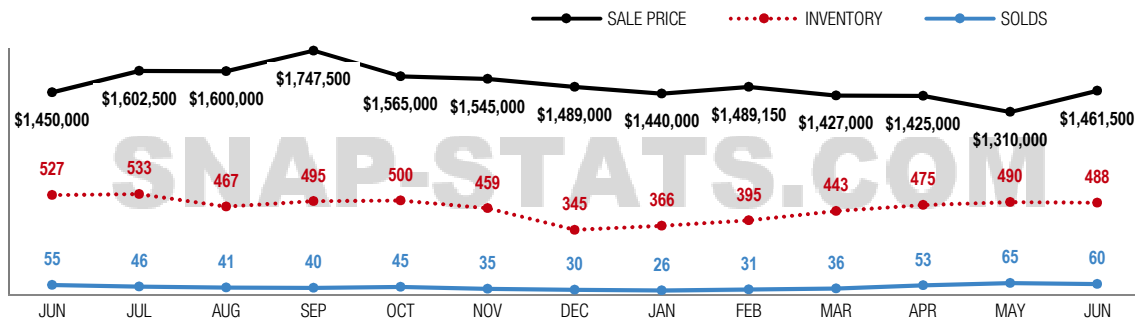 SALE PRICE INVENTORY SOLDS
$1,450,000 $1,602,500 $1,600,000 $1,747,500 $1,565,000 $1,545,000 $1,489,000 $1,440,000 $1,489,150 $1,427,000 $1,425,000 $1,310,000 $1,461,500
SNAP-STATS.COM
527 533 467 495 500 459 345 366 395 443 475 490 488
55 46 41 40 45 35 30 26 31 36 53 65 60
JUN JUL AUG SEP OCT NOV DEC JAN FEB MAR APR MAY JUN